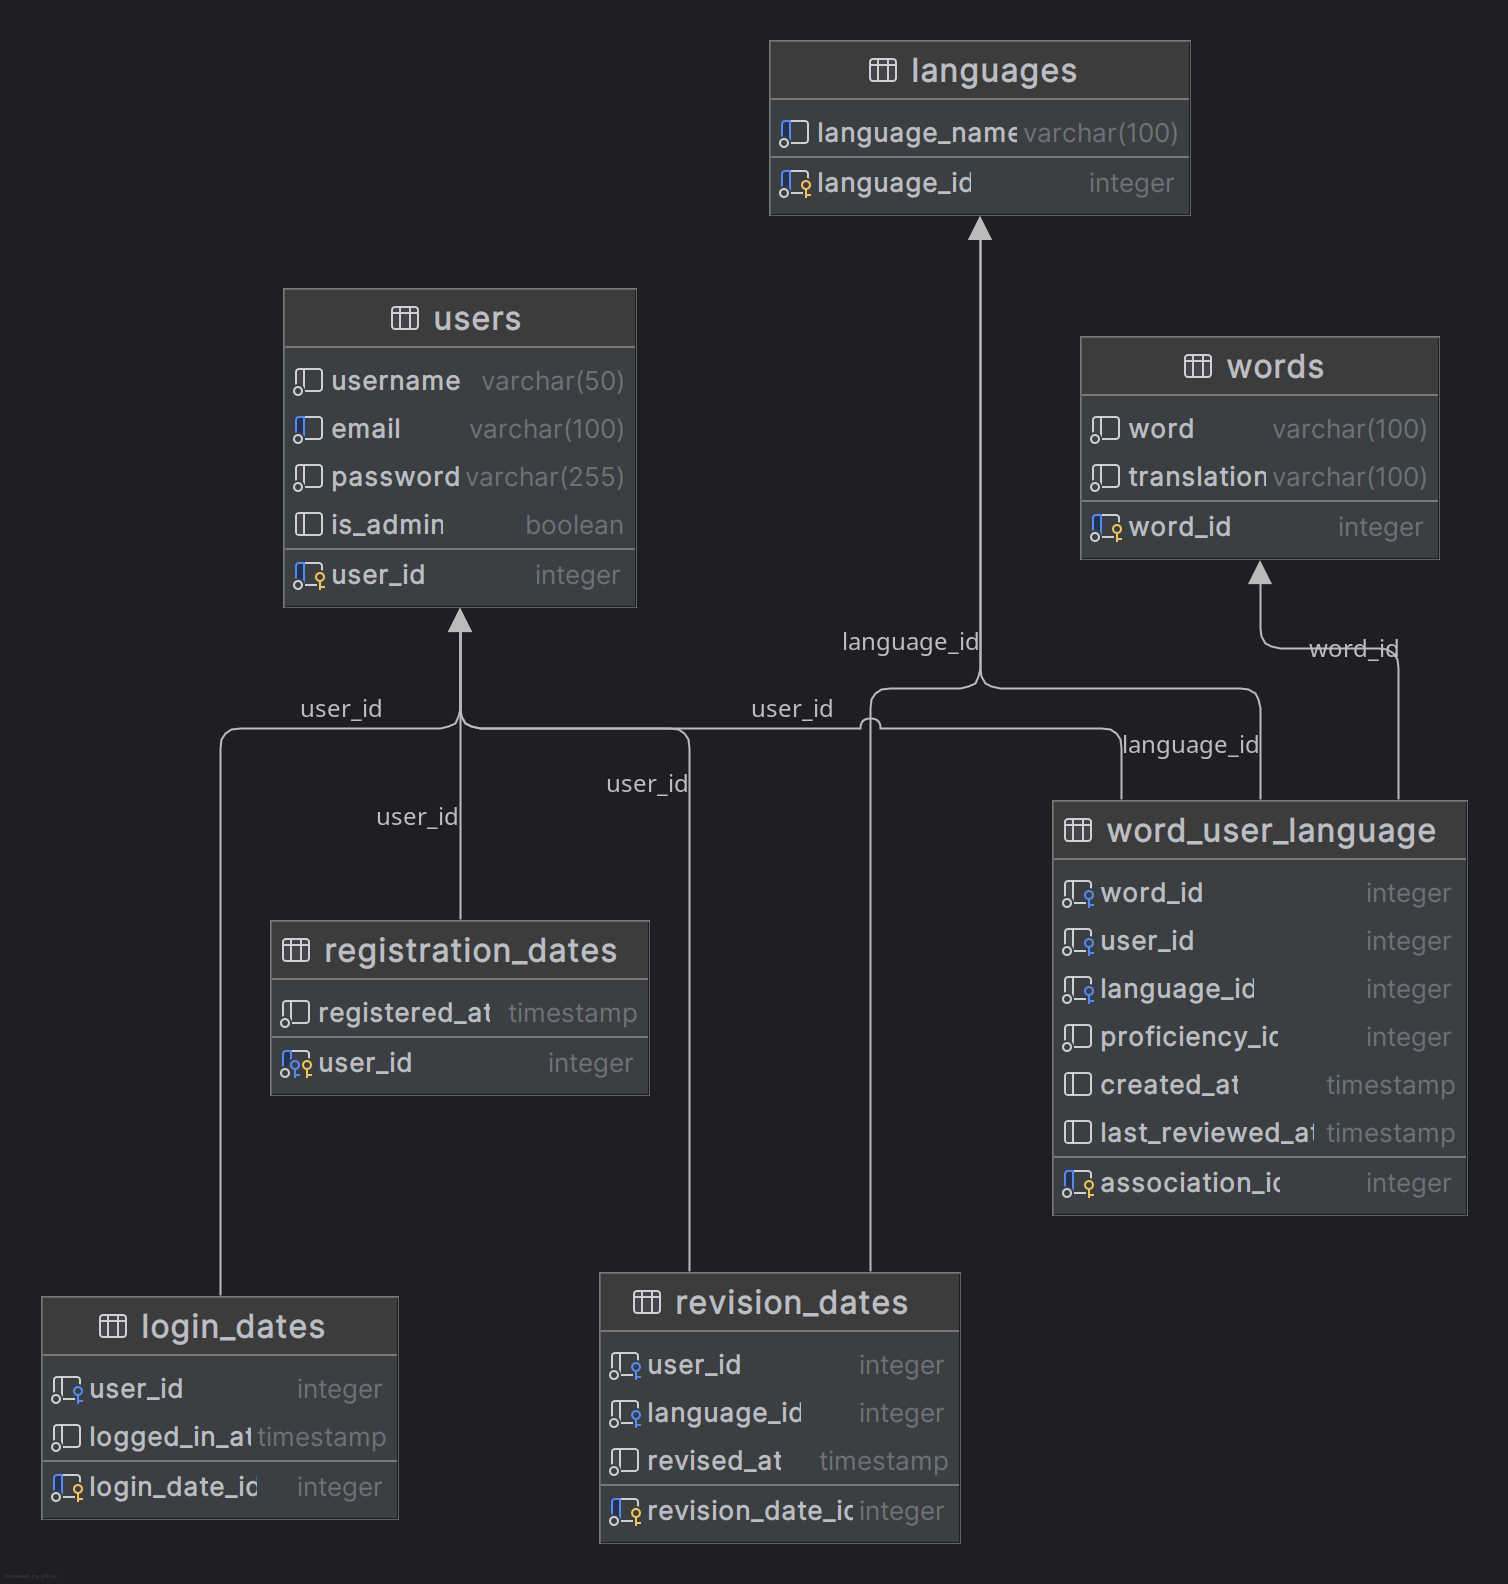 languages
language_name varchar(100)
language_id integer
users
username varchar(50)
email varchar(100)
password varchar(255)
is_admin boolean
user_id integer
words
word varchar(100)
translation varchar(100)
word_id integer
language_id
word_id
user_id
user_id
language_id
user_id
user_id
word_user_language
word_id integer
user_id integer
language_id integer
proficiency_id integer
created_at timestamp
last_reviewed_at timestamp
association_id integer
registration_dates
registered_at timestamp
user_id integer
login_dates
user_id integer
logged_in_at timestamp
login_date_id integer
revision_dates
user_id integer
language_id integer
revised_at timestamp
revision_date_id integer
Powered by yFiles